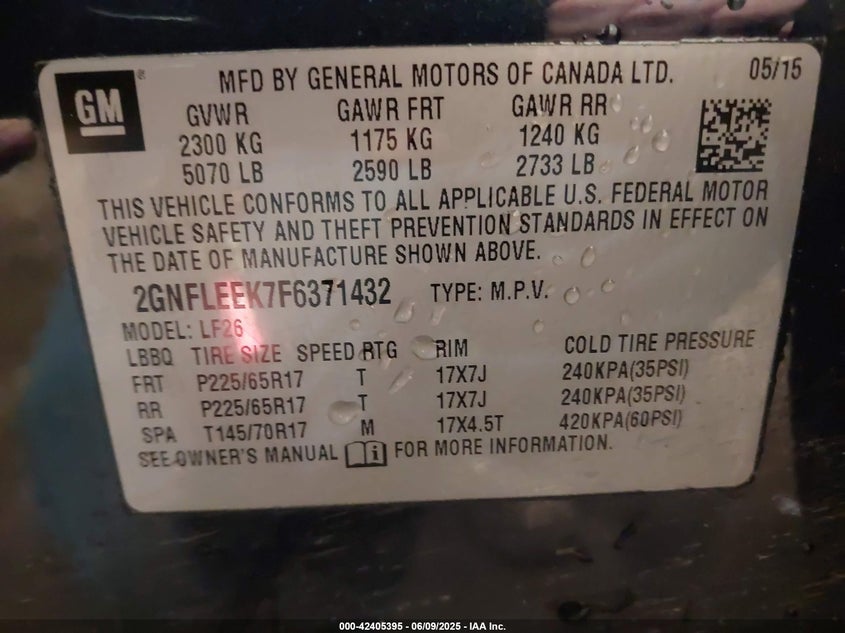 GM
®
MFD BY GENERAL MOTORS OF CANADA LTD. 05/15
GVWR GAWR FRT GAWR RR
2300 KG 1175 KG 1240 KG
5070 LB 2590 LB 2733 LB
THIS VEHICLE CONFORMS TO ALL APPLICABLE U.S. FEDERAL MOTOR
VEHICLE SAFETY AND THEFT PREVENTION STANDARDS IN EFFECT ON
THE DATE OF MANUFACTURE SHOWN ABOVE.
2GNFLEEK7F6371432 TYPE: M.P.V.
MODEL: LF26
LBBQ TIRE SIZE SPEED RTG RIM COLD TIRE PRESSURE
FRT P225/65R17 T 17X7J 240KPA(35PSI)
RR P225/65R17 T 17X7J 240KPA(35PSI)
SPA T145/70R17 M 17X4.5T 420KPA(60PSI)
SEE OWNER'S MANUAL i FOR MORE INFORMATION.
000-42405395 - 06/09/2025 - IAA Inc.